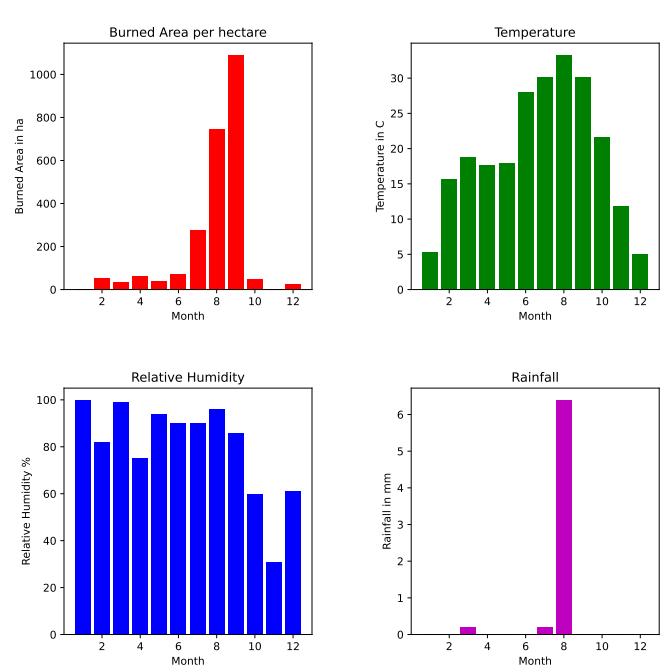 Burned Area per hectare
Burned Area in ha
1000
800
600
400
200
0
2 4 6 8 10 12
Month
Temperature
Temperature in C
30
25
20
15
10
5
0
2 4 6 8 10 12
Month
Relative Humidity
Relative Humidity %
100
80
60
40
20
0
2 4 6 8 10 12
Month
Rainfall
Rainfall in mm
6
5
4
3
2
1
0
2 4 6 8 10 12
Month